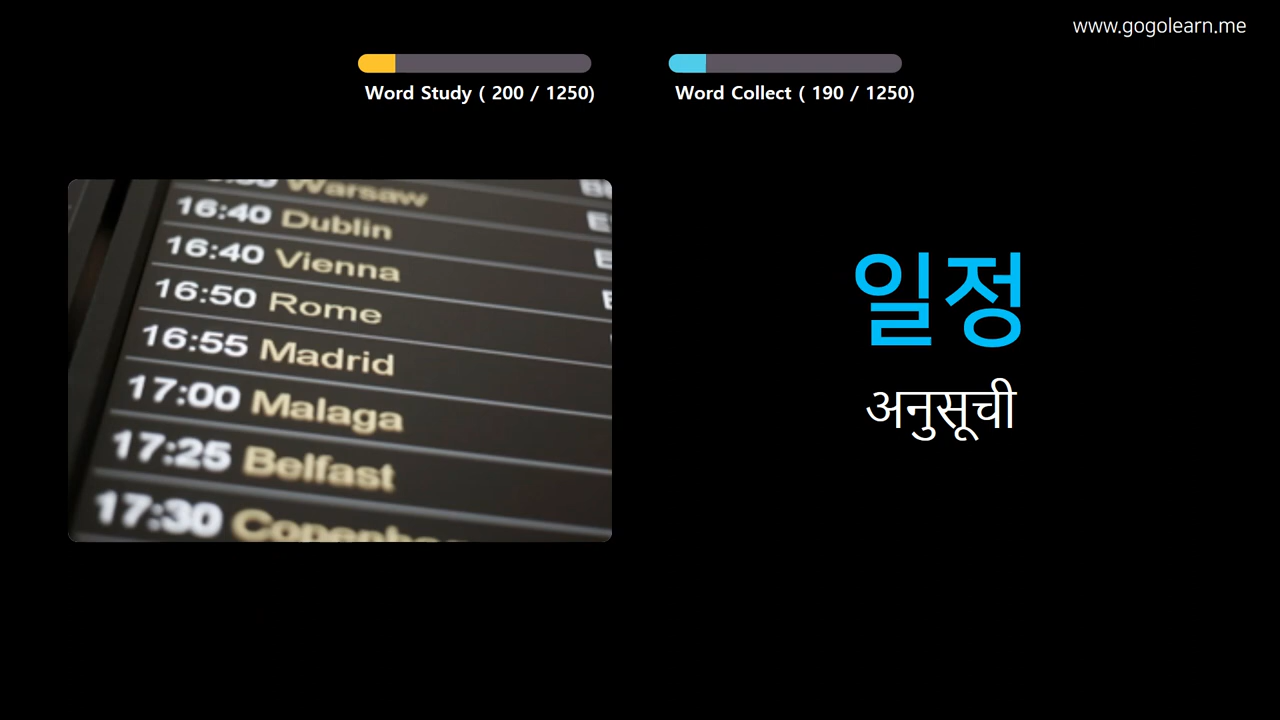 www.gogolearn.me
Word Study ( 200 / 1250)
Word Collect ( 190 / 1250)
Warsaw
16:40 Dublin
16:40 Vienna
16:50 Rome
16:55 Madrid
17:00 Malaga
17:25 Belfast
17:30
일정
अनुसूची